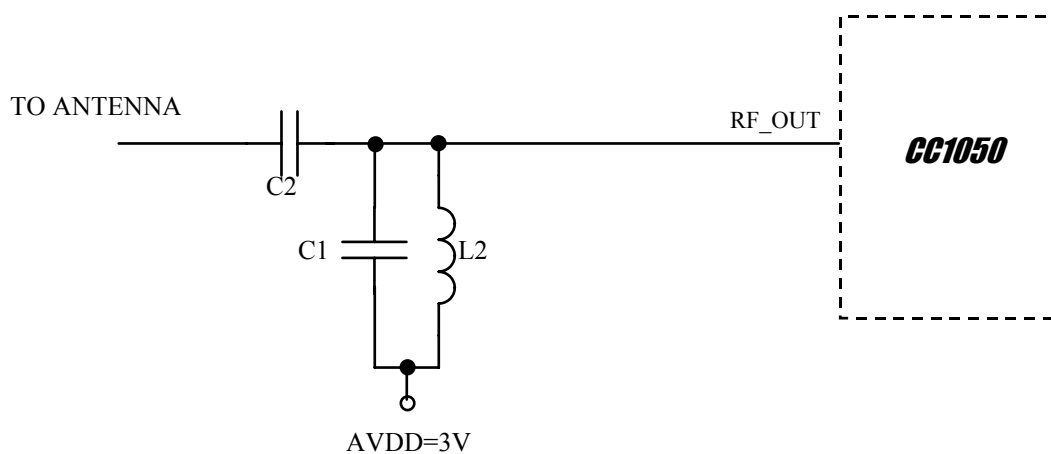 TO ANTENNA
RF_OUT
CC1050
C2
C1
L2
AVDD=3V